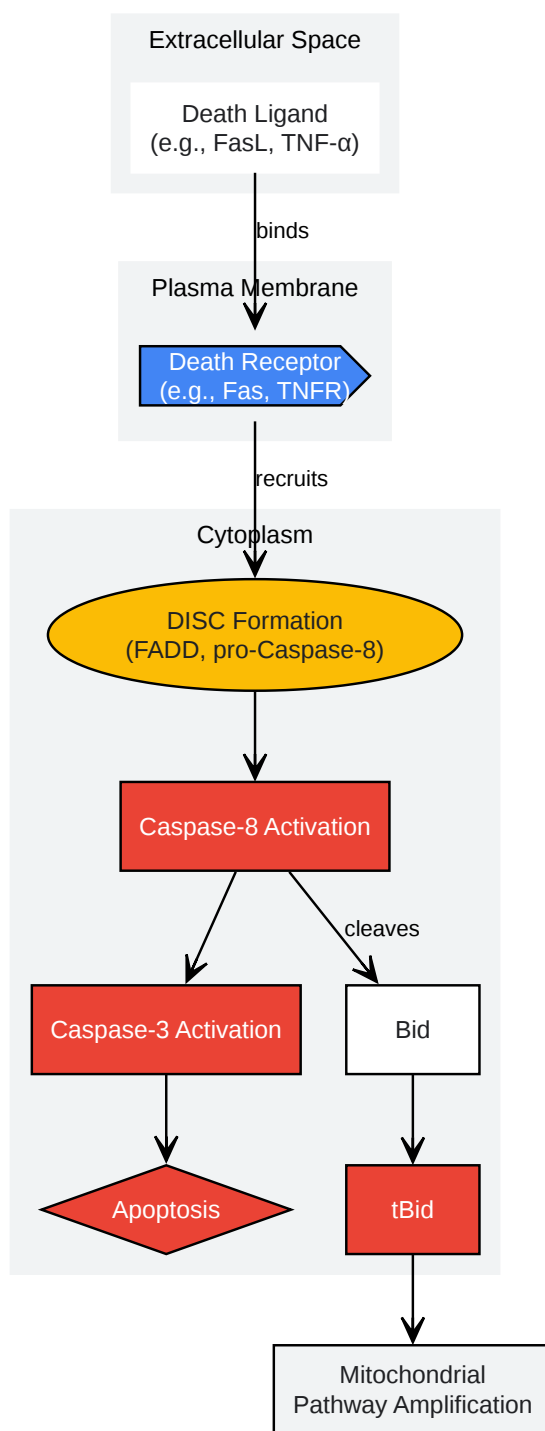 Extracellular Space
Death Ligand
(e.g., FasL, TNF-α)
binds
Plasma Membrane
Death Receptor
(e.g., Fas, TNFR)
recruits
Cytoplasm
DISC Formation
(FADD, pro-Caspase-8)
Caspase-8 Activation
cleaves
Caspase-3 Activation
Bid
Apoptosis
tBid
Mitochondrial
Pathway Amplification